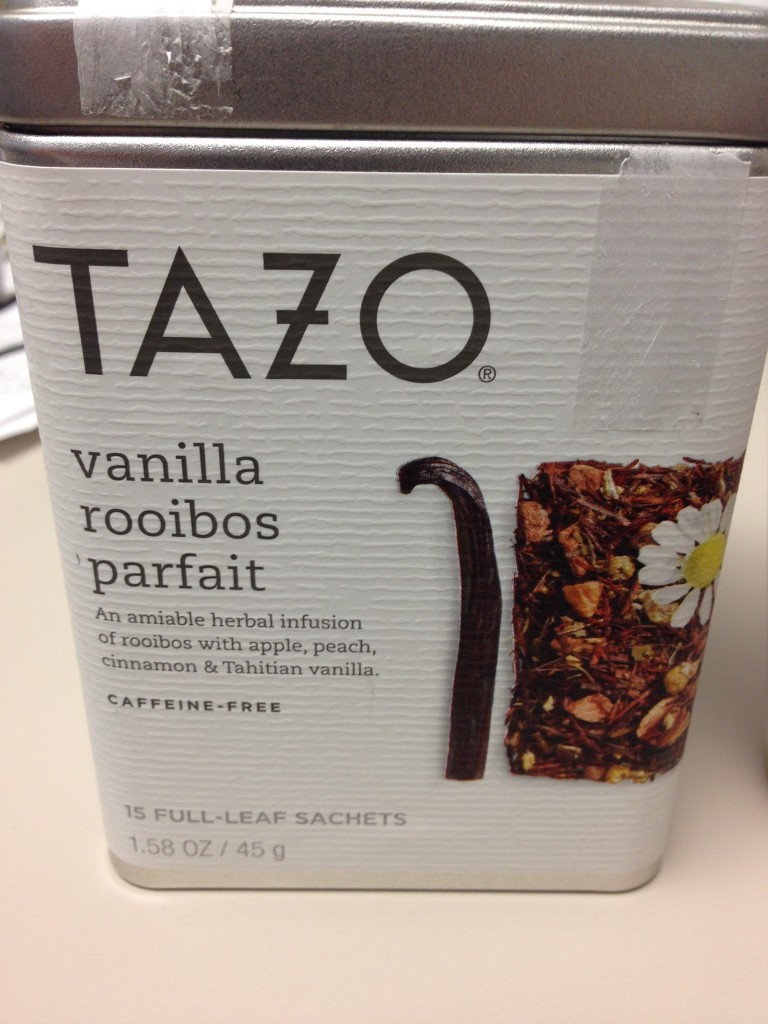 TAZO®
vanilla
rooibos
parfait
An amiable herbal infusion
of rooibos with apple, peach,
cinnamon & Tahitian vanilla.
CAFFEINE-FREE
15 FULL-LEAF SACHETS
1.58 OZ / 45 g